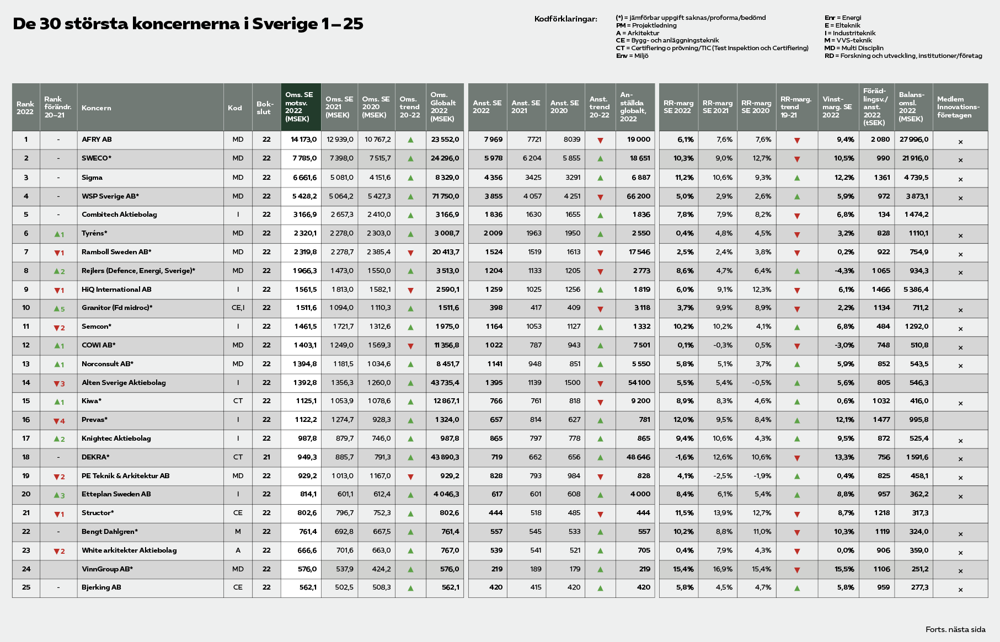 De 30 största koncernerna i Sverige 1–25
Kodförklaringar:
(*) = jämförbar uppgift saknas/proforma/bedömd
PM = Projektledning
A = Arkitektur
CE = Bygg- och anläggningsteknik
CT = Certifiering o prövning/TIC (Test Inspektion och Certifiering)
Env = Miljö
Enr = Energi
E = Elteknik
I = Industriteknik
M = VVS-teknik
MD = Multi Disciplin
RD = Forskning och utveckling, institutioner/företag
Rank 2022 | Rank förändr. 20–21 | Koncern | Kod | Bok-slut | Oms. SE motsv. 2022 (MSEK) | Oms. SE 2021 (MSEK) | Oms. SE 2020 (MSEK) | Oms. trend 20-22 | Oms. Globalt 2022 (MSEK) | Anst. SE 2022 | Anst. SE 2021 | Anst. SE 2020 | Anst. trend 20-22 | An-ställda globalt, 2022 | RR-marg SE 2022 | RR-marg SE 2021 | RR-marg SE 2020 | RR-marg. trend 19-21 | Vinst-marg. SE 2022 | Föräd-lingsv./ anst. 2022 (tSEK) | Balans-omsl. 2022 (MSEK) | Medlem Innovations-företagen
1 - AFRY AB MD 22 14 173,0 12 939,0 10 767,2 ▲ 23 552,0 7 969 7721 8039 ▼ 19 000 6,1% 7,6% 7,6% ▼ 9,4% 2 080 27 996,0 ×
2 - SWECO* MD 22 7 785,0 7 398,0 7 515,7 ▲ 24 296,0 5 978 6 204 5 855 ▲ 18 651 10,3% 9,0% 12,7% ▼ 10,5% 990 21 916,0 ×
3 - Sigma MD 22 6 661,6 5 081,0 4 151,6 ▲ 8 329,0 4 356 3425 3291 ▲ 6 887 11,2% 10,6% 9,3% ▲ 12,2% 1 361 4 739,5 ×
4 - WSP Sverige AB* MD 22 5 428,2 5 064,2 5 427,3 ▲ 71 750,0 3 855 4 057 4 251 ▼ 66 200 5,0% 2,9% 2,6% ▲ 5,9% 972 3 873,1 ×
5 - Combitech Aktiebolag I 22 3 166,9 2 657,3 2 410,0 ▲ 3 166,9 1 836 1630 1655 ▲ 1 836 7,8% 7,9% 8,2% ▼ 6,8% 134 1 474,2
6 ▲1 Tyréns* MD 22 2 320,1 2 278,0 2 303,0 ▲ 3 008,7 2 009 1963 1950 ▲ 2 550 0,4% 4,8% 4,5% ▼ 3,2% 828 1 110,1 ×
7 ▼1 Ramboll Sweden AB* MD 22 2 319,8 2 278,7 2 385,4 ▼ 20 413,7 1 524 1519 1613 ▼ 17 546 2,5% 2,4% 3,8% ▼ 0,2% 922 754,9 ×
8 ▲2 Rejlers (Defence, Energi, Sverige)* MD 22 1 966,3 1 473,0 1 550,0 ▲ 3 513,0 1 204 1133 1205 ▼ 2 773 8,6% 4,7% 6,4% ▲ -4,3% 1 065 934,3 ×
9 ▼1 HiQ International AB I 22 1 561,5 1 813,0 1 582,1 ▼ 2 590,1 1 259 1025 1256 ▲ 1 819 6,0% 9,1% 12,3% ▼ 6,1% 1 466 5 386,4
10 ▲5 Granitor (Fd midroc)* CE,I 22 1 511,6 1 094,0 1 110,3 ▲ 1 511,6 398 417 409 ▼ 3 118 3,7% 9,9% 8,9% ▼ 2,2% 1 134 711,2 ×
11 ▼2 Semcon* I 22 1 461,5 1 721,7 1 312,6 ▲ 1 975,0 1 164 1053 1127 ▲ 1 332 10,2% 10,2% 4,1% ▲ 6,8% 484 1 292,0 ×
12 ▲1 COWI AB* MD 22 1 403,1 1 249,0 1 569,3 ▼ 11 356,8 1 022 787 943 ▲ 7 501 0,1% -0,3% 0,5% ▼ -3,0% 748 510,8 ×
13 ▲1 Norconsult AB* MD 22 1 394,8 1 181,5 1 034,6 ▲ 8 451,7 1 141 948 851 ▲ 5 550 5,8% 5,1% 3,7% ▲ 5,9% 852 543,5 ×
14 ▼3 Alten Sverige Aktiebolag I 22 1 392,8 1 356,3 1 260,0 ▲ 43 735,4 1 395 1139 1500 ▼ 54 100 5,5% 5,4% -0,5% ▲ 5,6% 805 546,3
15 ▲1 Kiwa* CT 22 1 125,1 1 053,9 1 078,6 ▲ 12 867,1 766 761 818 ▼ 9 200 8,9% 8,3% 4,6% ▲ 0,6% 1 032 416,0 ×
16 ▼4 Prevas* I 22 1 122,2 1 274,7 928,3 ▲ 1 324,0 657 814 627 ▲ 781 12,0% 9,5% 8,4% ▲ 12,1% 1 477 995,8
17 ▲2 Knightec Aktiebolag I 22 987,8 879,7 746,0 ▲ 987,8 865 797 778 ▲ 865 9,4% 10,6% 4,3% ▲ 9,5% 872 525,4 ×
18 - DEKRA* CT 21 949,3 885,7 791,3 ▲ 43 890,3 719 662 656 ▲ 48 646 -1,6% 12,6% 10,6% ▼ 13,3% 756 1 591,6 ×
19 ▼2 PE Teknik & Arkitektur AB MD 22 929,2 1 013,0 1 167,0 ▼ 929,2 828 793 984 ▼ 828 4,1% -2,5% -1,9% ▲ 0,4% 825 458,1 ×
20 ▲3 Etteplan Sweden AB I 22 814,1 601,1 612,4 ▲ 4 046,3 617 601 608 ▲ 4 000 8,4% 6,1% 5,4% ▲ 8,8% 957 362,2 ×
21 ▼1 Structor* CE 22 802,6 796,7 752,3 ▲ 802,6 444 518 485 ▼ 444 11,5% 13,9% 12,7% ▼ 8,7% 1 218 317,3
22 - Bengt Dahlgren* M 22 761,4 692,8 667,5 ▲ 761,4 557 545 533 ▲ 557 10,2% 8,8% 11,0% ▼ 10,3% 1 119 324,0 ×
23 ▼2 White arkitekter Aktiebolag A 22 666,6 701,6 663,0 ▲ 767,0 539 541 521 ▲ 705 0,4% 7,9% 4,3% ▼ 0,0% 906 359,0 ×
24 VinnGroup AB* MD 22 576,0 537,9 424,2 ▲ 576,0 219 189 179 ▲ 219 15,4% 16,9% 15,4% ▼ 15,5% 1 106 251,2 ×
25 - Bjerking AB CE 22 562,1 502,5 508,3 ▲ 562,1 420 415 420 ▲ 420 5,8% 4,5% 4,7% ▲ 5,8% 959 277,3 ×
Forts. nästa sida